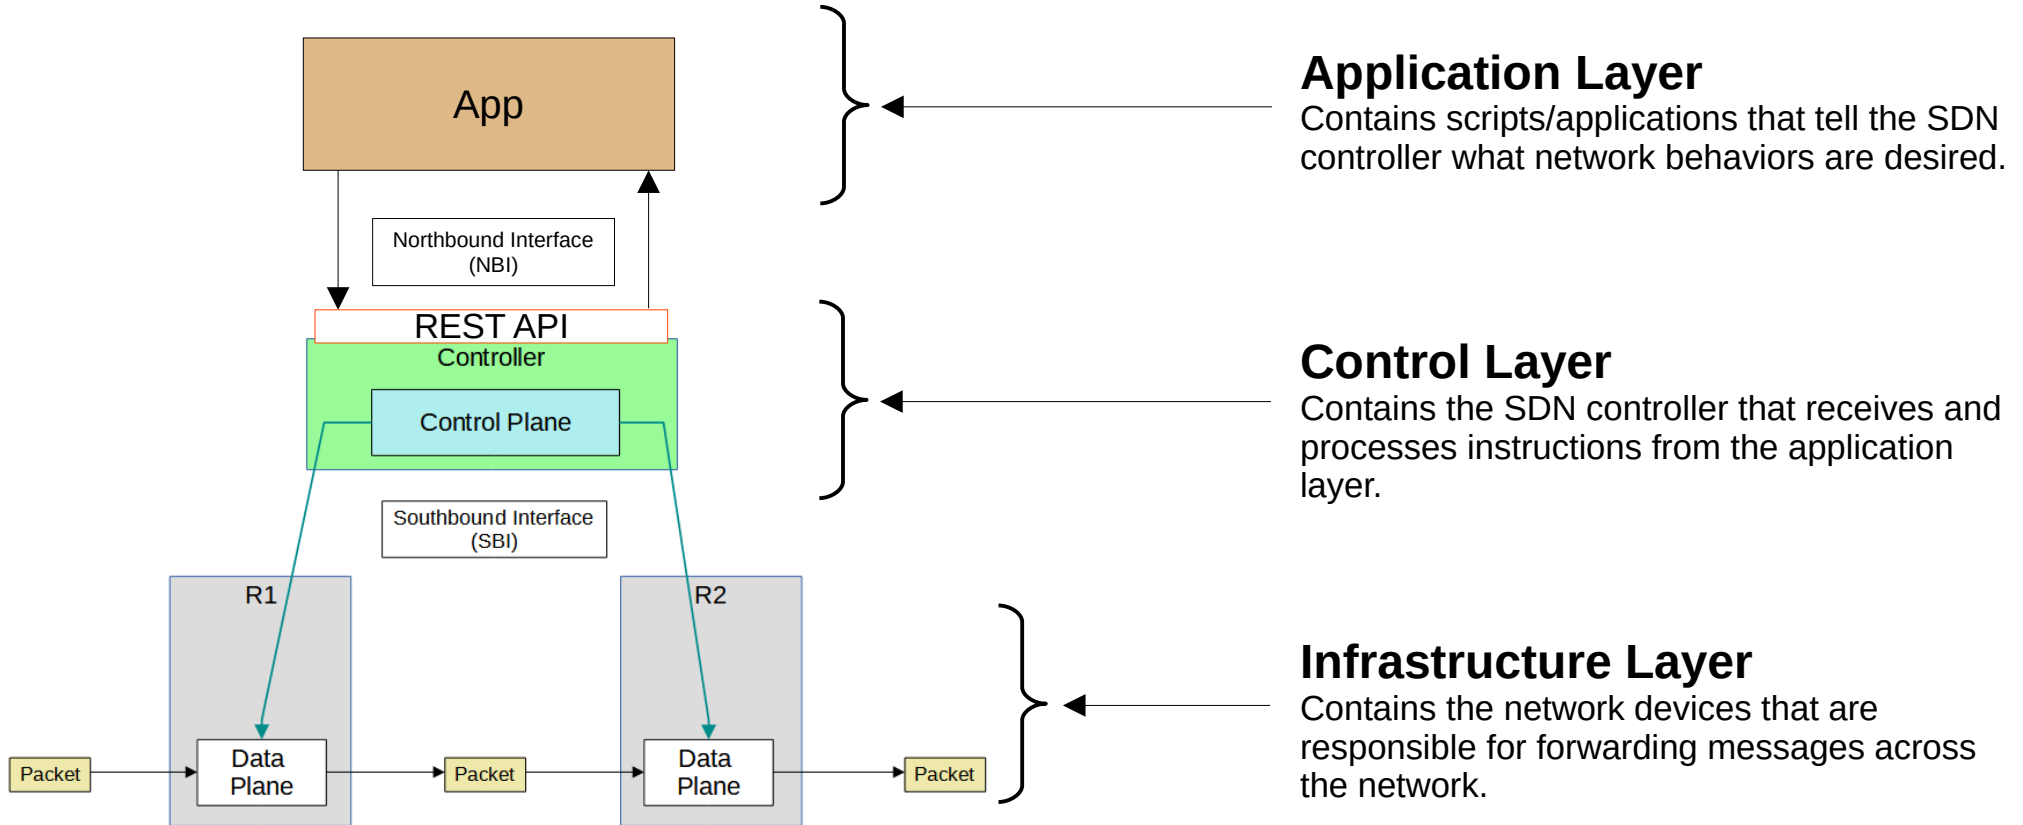 App
Application Layer
Contains scripts/applications that tell the SDN
controller what network behaviors are desired.
Northbound Interface
(NBI)
REST API
Controller
Control Plane
Control Layer
Contains the SDN controller that receives and
processes instructions from the application
layer.
Southbound Interface
(SBI)
R1
R2
Infrastructure Layer
Contains the network devices that are
responsible for forwarding messages across
the network.
Packet
Data
Plane
Packet
Data
Plane
Packet